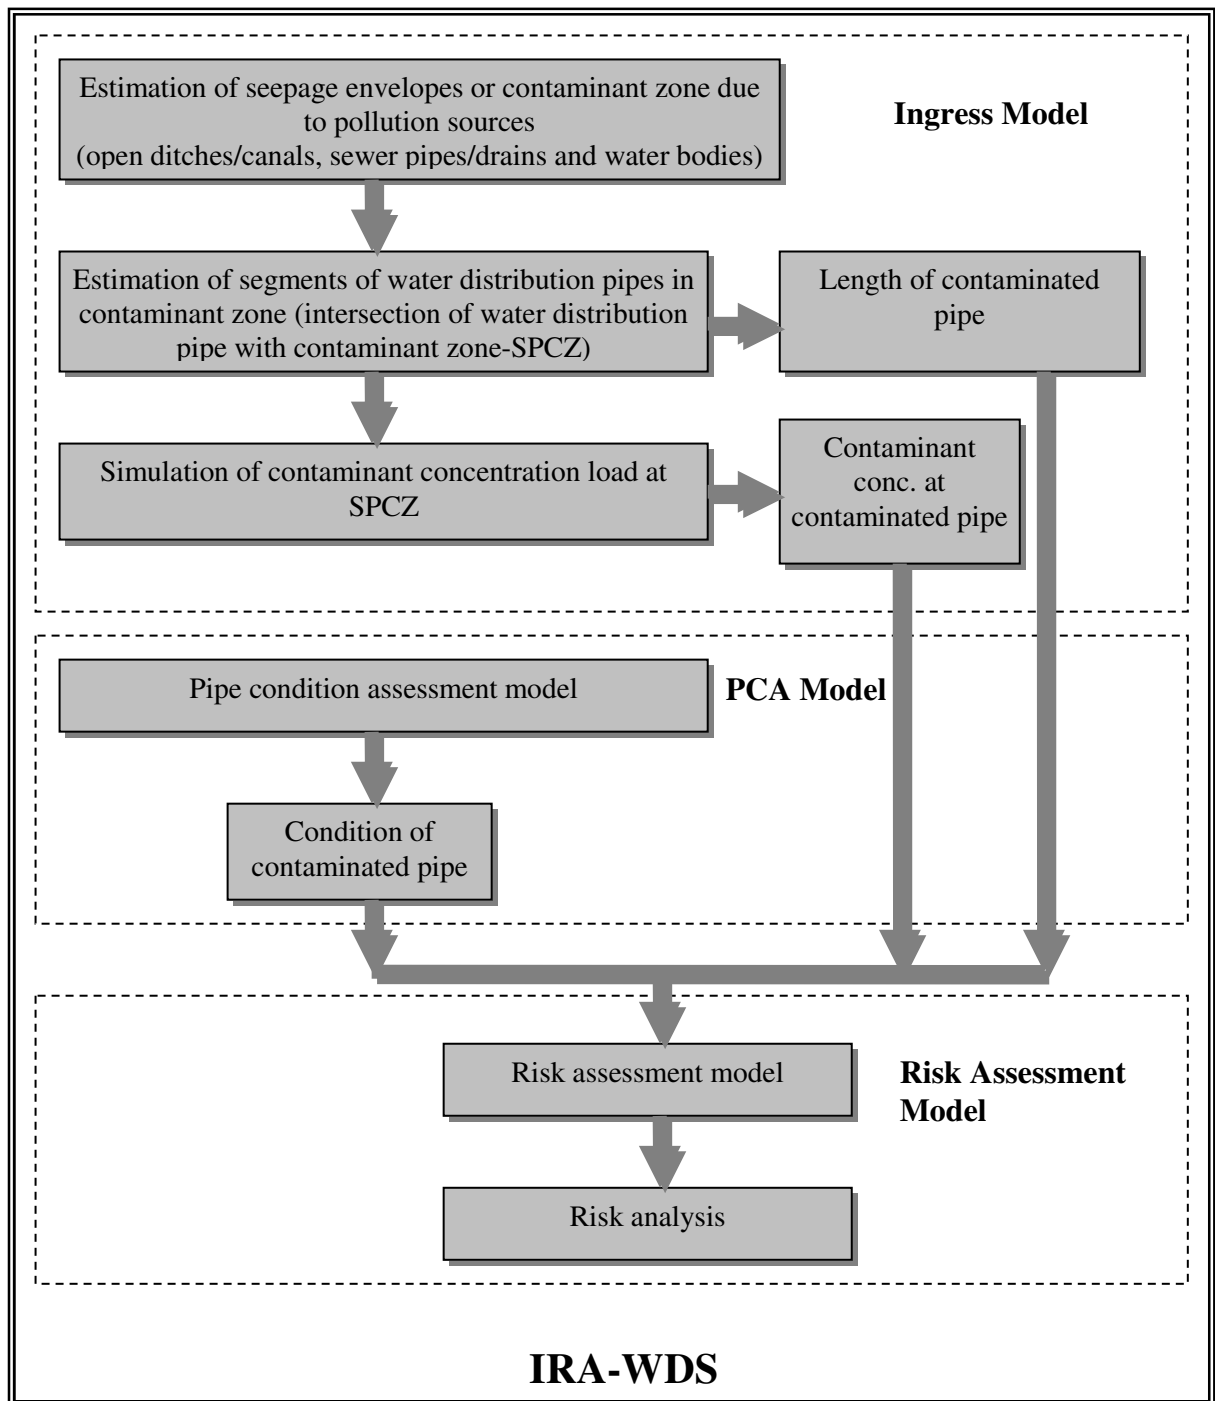 Estimation of seepage envelopes or contaminant zone due
to pollution sources
(open ditches/canals, sewer pipes/drains and water bodies)
Ingress Model
Estimation of segments of water distribution pipes in
contaminant zone (intersection of water distribution
pipe with contaminant zone-SPCZ)
Length of contaminated
pipe
Simulation of contaminant concentration load at
SPCZ
Contaminant
conc. at
contaminated pipe
Pipe condition assessment model
PCA Model
Condition of
contaminated pipe
Risk assessment model
Risk Assessment
Model
Risk analysis
IRA-WDS